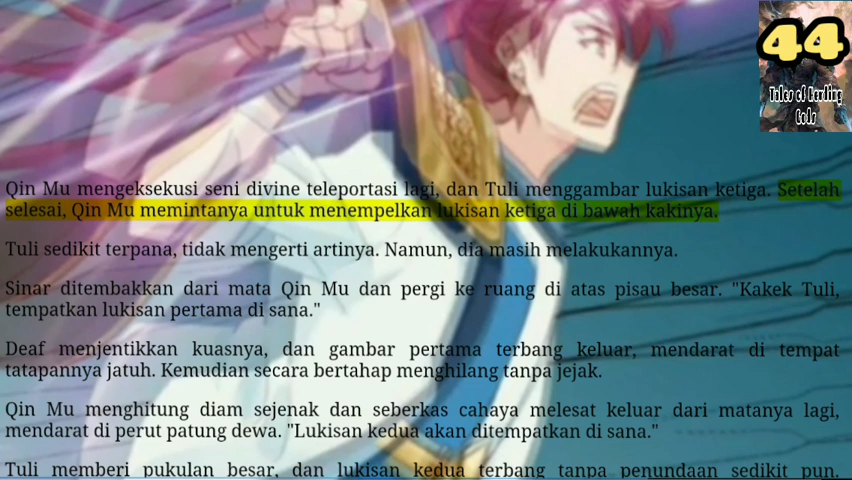 44
Tales of Herding
Gods
Qin Mu mengeksekusi seni divine teleportasi lagi, dan Tuli menggambar lukisan ketiga. Setelah
selesai, Qin Mu memintanya untuk menempelkan lukisan ketiga di bawah kakinya.
Tuli sedikit terpana, tidak mengerti artinya. Namun, dia masih melakukannya.
Sinar ditembakkan dari mata Qin Mu dan pergi ke ruang di atas pisau besar. "Kakek Tuli,
tempatkan lukisan pertama di sana."
Deaf menjentikkan kuasnya, dan gambar pertama terbang keluar, mendarat di tempat
tatapannya jatuh. Kemudian secara bertahap menghilang tanpa jejak.
Qin Mu menghitung diam sejenak dan seberkas cahaya melesat keluar dari matanya lagi,
mendarat di perut patung dewa. "Lukisan kedua akan ditempatkan di sana."
Tuli memberi pukulan besar, dan lukisan kedua terbang tanpa penundaan sedikit pun.